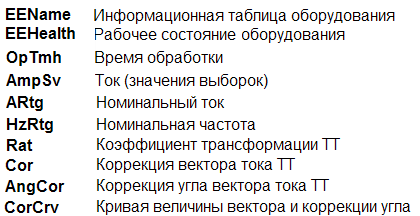 EEName Информационная таблица оборудования
EEHealth Рабочее состояние оборудования
OpTmh Время обработки
AmpSv Ток (значения выборок)
ARtg Номинальный ток
HzRtg Номинальная частота
Rat Коэффициент трансформации ТТ
Cor Коррекция вектора тока ТТ
AngCor Коррекция угла вектора тока ТТ
CorCrv Кривая величины вектора и коррекции угла